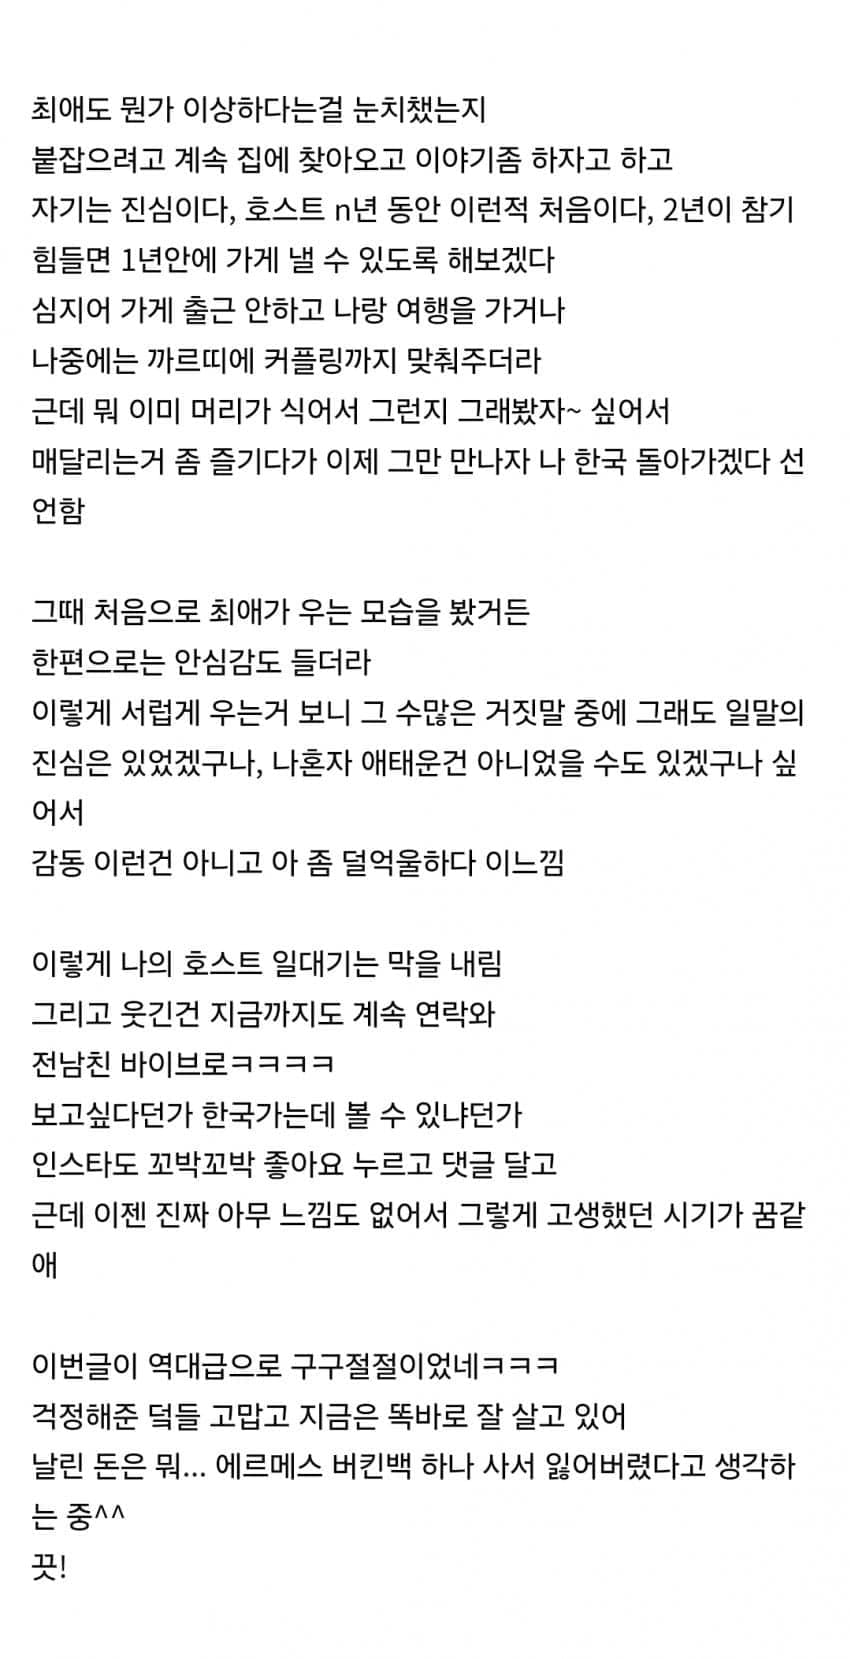 최애도 뭔가 이상하다는걸 눈치챘는지
붙잡으려고 계속 집에 찾아오고 이야기좀 하자고 하고
자기는 진심이다, 호스트 n년 동안 이런적 처음이다, 2년이 참기
힘들면 1년안에 가게 낼 수 있도록 해보겠다
심지어 가게 출근 안하고 나랑 여행을 가거나
나중에는 까르띠에 커플링까지 맞춰주더라
근데 뭐 이미 머리가 식어서 그런지 그래봤자~ 싶어서
매달리는거 좀 즐기다가 이제 그만 만나자 나 한국 돌아가겠다 선
언함
그때 처음으로 최애가 우는 모습을 봤거든
한편으로는 안심감도 들더라
이렇게 서럽게 우는거 보니 그 수많은 거짓말 중에 그래도 일말의
진심은 있었겠구나, 나혼자 애태운건 아니었을 수도 있겠구나 싶
어서
감동 이런건 아니고 아 좀 덜억울하다 이느낌
이렇게 나의 호스트 일대기는 막을 내림
그리고 웃긴건 지금까지도 계속 연락와
전남친 바이브로ㅋㅋㅋㅋ
보고싶다던가 한국가는데 볼 수 있냐던가
인스타도 꼬박꼬박 좋아요 누르고 댓글 달고
근데 이젠 진짜 아무 느낌도 없어서 그렇게 고생했던 시기가 꿈같
애
이번글이 역대급으로 구구절절이었네ㅋㅋㅋ
걱정해준 덬들 고맙고 지금은 똑바로 잘 살고 있어
날린 돈은 뭐... 에르메스 버킨백 하나 사서 잃어버렸다고 생각하
는 중^^
끗!